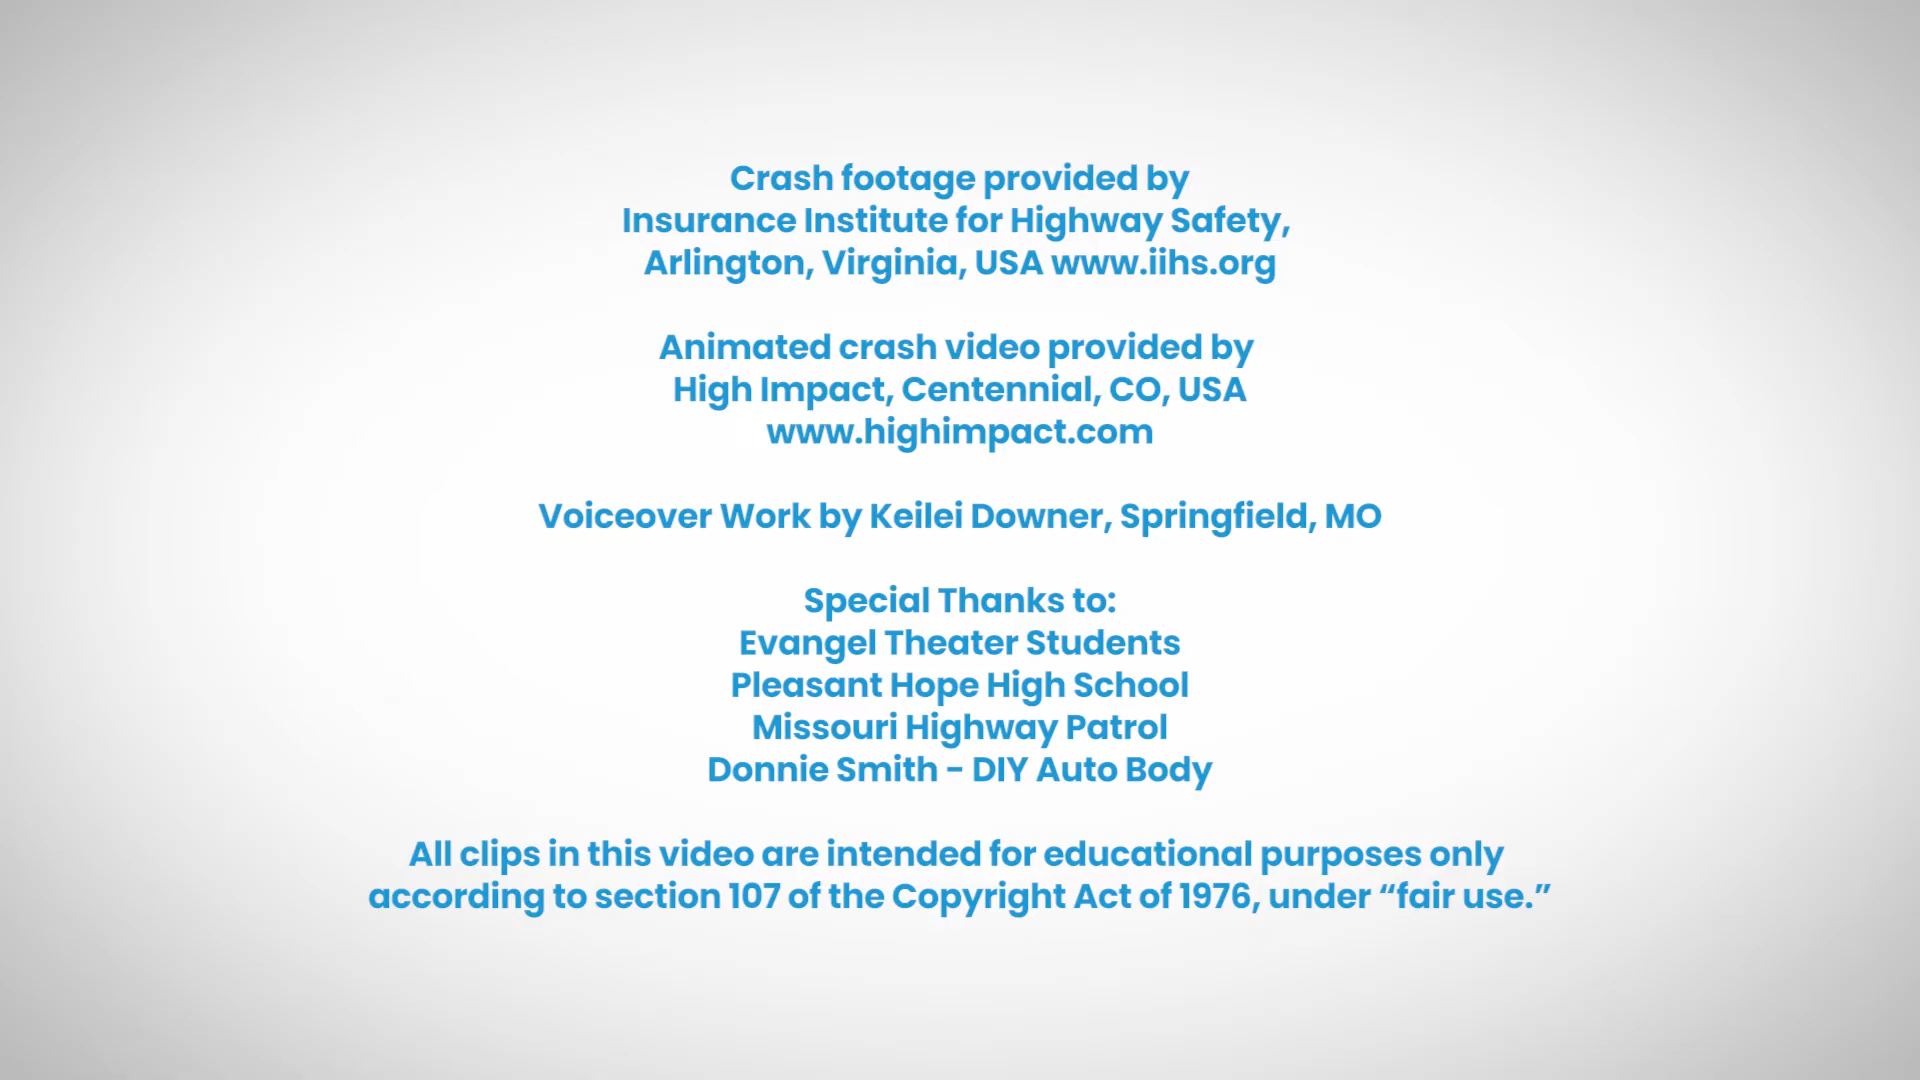 Crash footage provided by
Insurance Institute for Highway Safety,
Arlington, Virginia, USA www.iihs.org
Animated crash video provided by
High Impact, Centennial, CO, USA
www.highimpact.com
Voiceover Work by Keilei Downer, Springfield, MO
Special Thanks to:
Evangel Theater Students
Pleasant Hope High School
Missouri Highway Patrol
Donnie Smith - DIY Auto Body
All clips in this video are intended for educational purposes only
according to section 107 of the Copyright Act of 1976, under “fair use.”